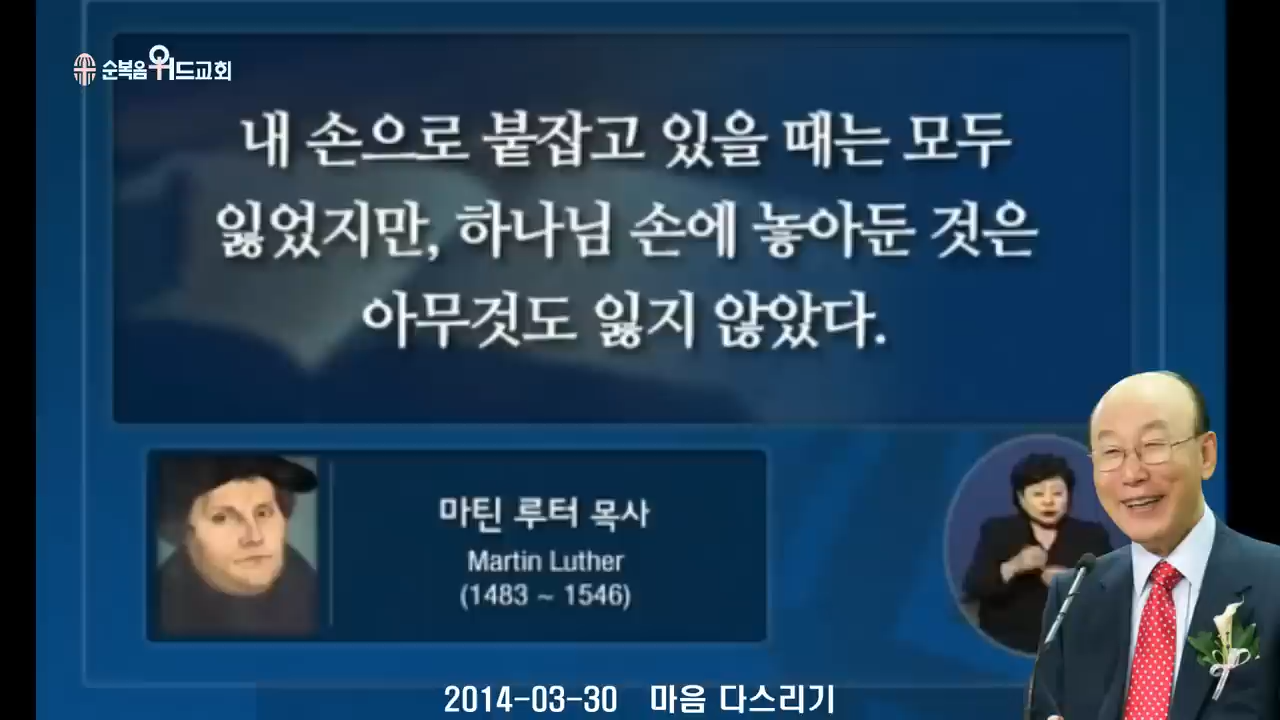 순복음위드교회
내 손으로 붙잡고 있을 때는 모두
잃었지만, 하나님 손에 놓아둔 것은
아무것도 잃지 않았다.
마틴 루터 목사
Martin Luther
(1483 ~ 1546)
2014-03-30 마음 다스리기